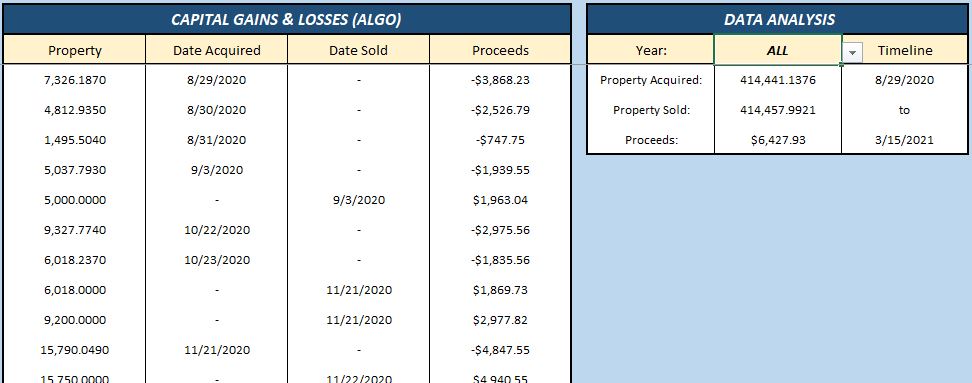 CAPITAL GAINS & LOSSES (ALGO)
Property Date Acquired Date Sold Proceeds
7,326.1870 8/29/2020 - -$3,868.23
4,812.9350 8/30/2020 - -$2,526.79
1,495.5040 8/31/2020 - -$747.75
5,037.7930 9/3/2020 - -$1,939.55
5,000.0000 - 9/3/2020 $1,963.04
9,327.7740 10/22/2020 - -$2,975.56
6,018.2370 10/23/2020 - -$1,835.56
6,018.0000 - 11/21/2020 $1,869.73
9,200.0000 - 11/21/2020 $2,977.82
15,790.0490 11/21/2020 - -$4,847.55
15,750.0000 - 11/22/2020 $4,940.55
DATA ANALYSIS
Year: ALL Timeline
Property Acquired: 414,441.1376 8/29/2020
Property Sold: 414,457.9921 to
Proceeds: $6,427.93 3/15/2021